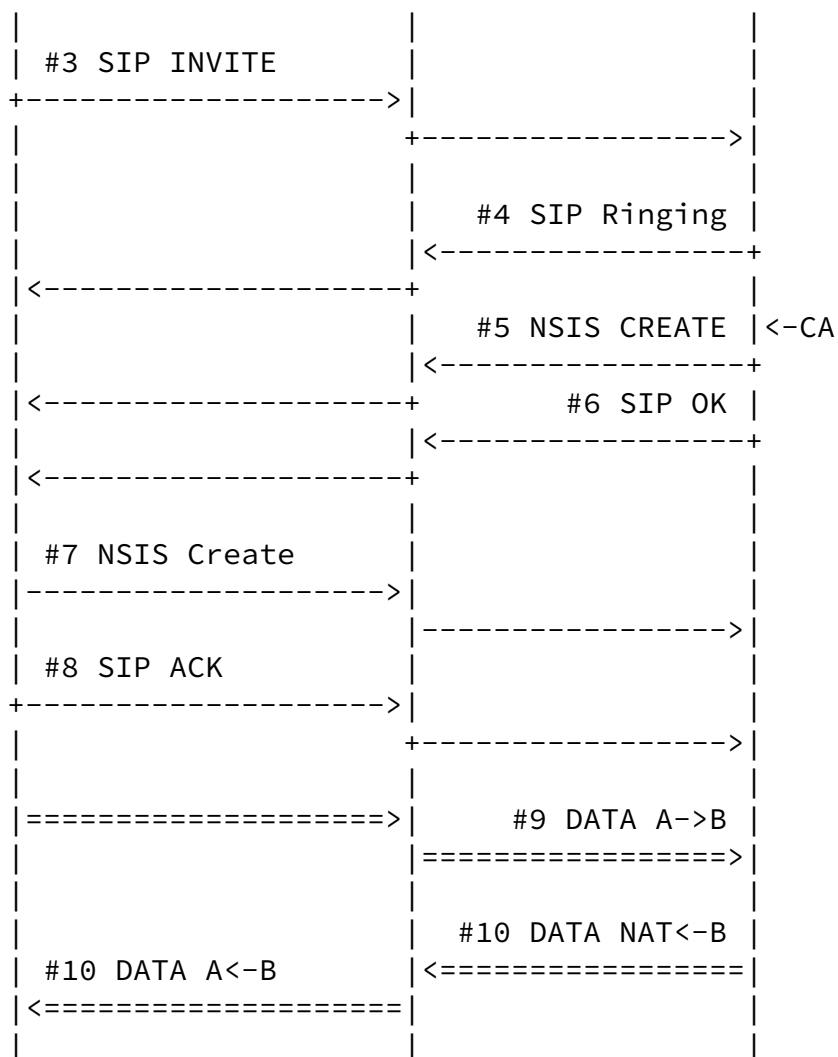 #3 SIP INVITE
#4 SIP Ringing
#5 NSIS CREATE |<-CA
#6 SIP OK
#7 NSIS Create
#8 SIP ACK
#9 DATA A->B
#10 DATA NAT<-B
#10 DATA A<-B